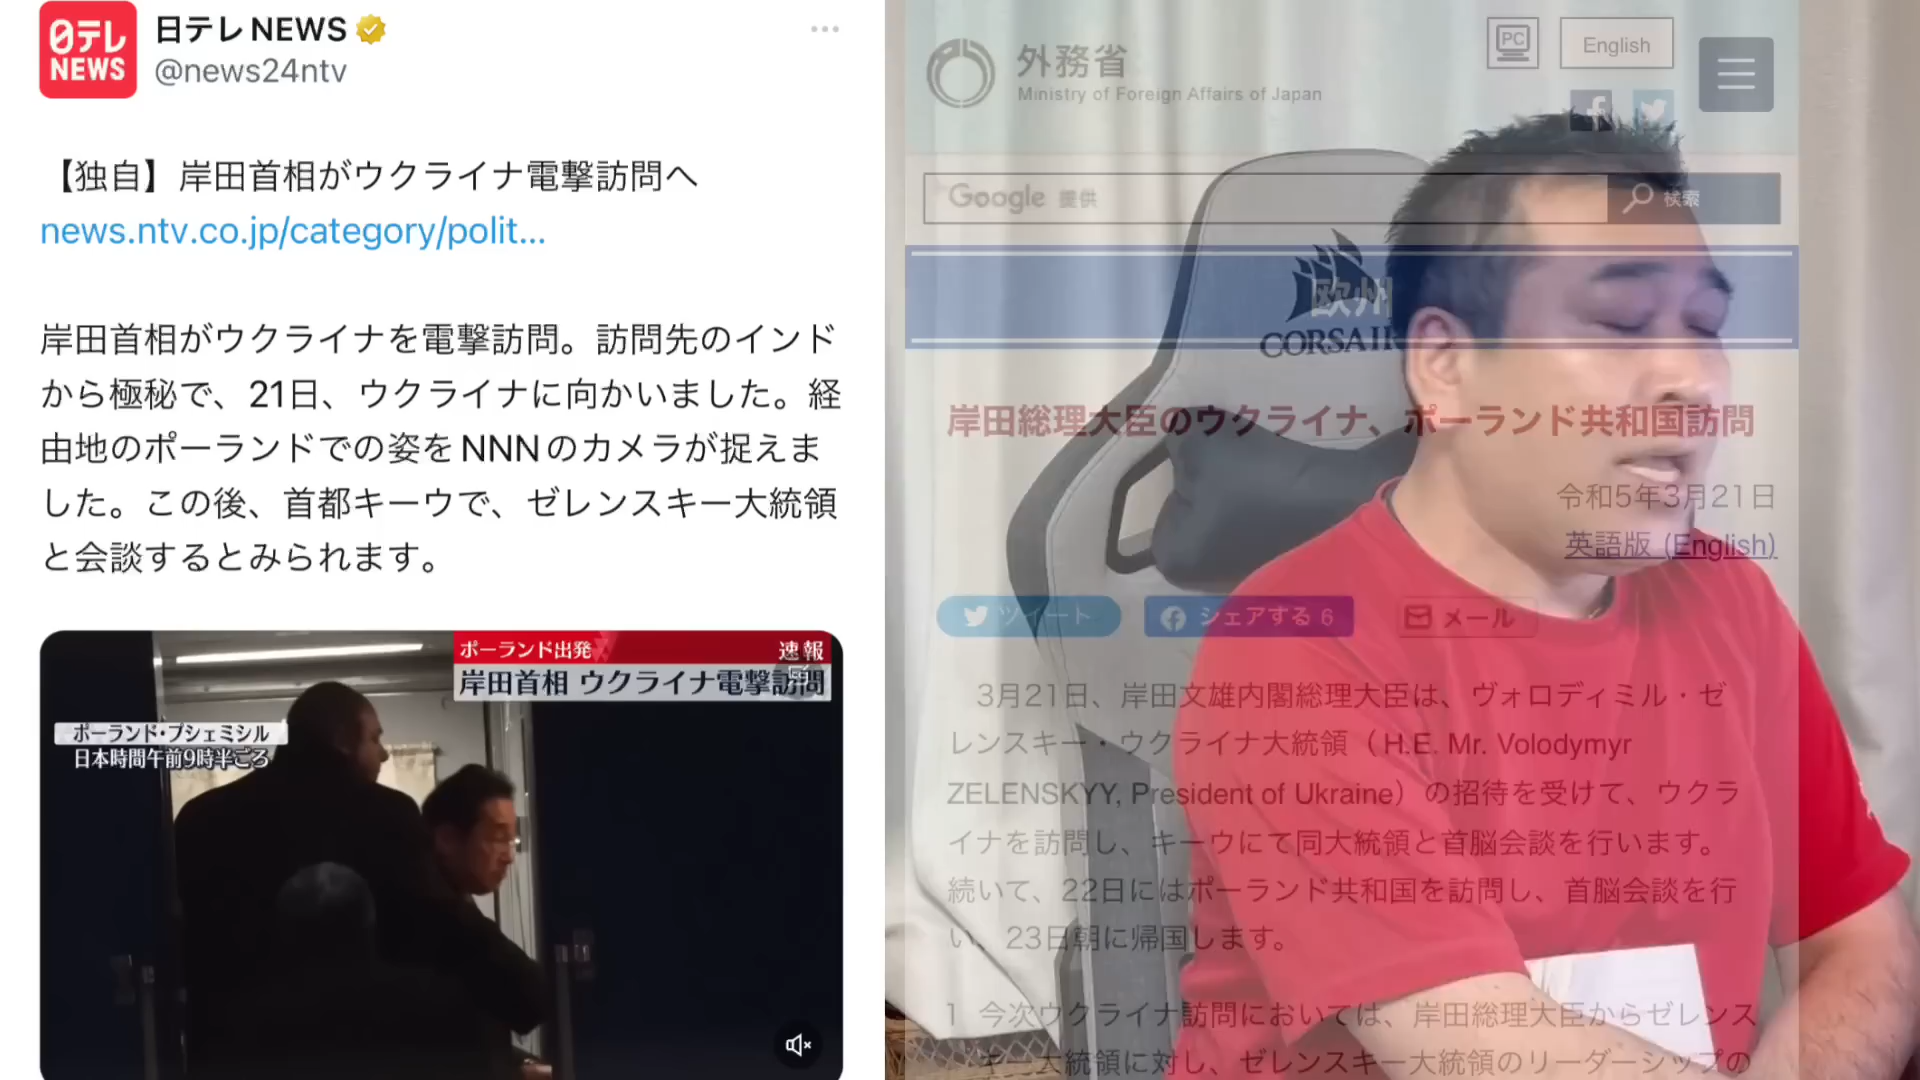 日テレ
NEWS
日テレNEWS
@news24ntv
【独自】岸田首相がウクライナ電撃訪問へ
news.ntv.co.jp/category/polit...
岸田首相がウクライナを電撃訪問。訪問先のインド
から極秘で、21日、ウクライナに向かいました。経
由地のポーランドでの姿をNNNのカメラが捉えま
した。この後、首都キーウで、ゼレンスキー大統領
と会談するとみられます。
ポーランド出発
速報
岸田首相 ウクライナ電撃訪問
ポーランド・プシェミシル
日本時間午前9時半ごろ
外務省
Ministry of Foreign Affairs of Japan
PC
English
Google 提供
検索
欧州
CORSAIR
岸田総理大臣のウクライナ、ポーランド共和国訪問
令和5年3月21日
英語版 (English)
ツイート
シェアする 6
メール
3月21日、岸田文雄内閣総理大臣は、ヴォロディミル・ゼ
レンスキー・ウクライナ大統領（H.E. Mr. Volodymyr
ZELENSKYY, President of Ukraine）の招待を受けて、ウクラ
イナを訪問し、キーウにて同大統領と首脳会談を行います。
続いて、22日にはポーランド共和国を訪問し、首脳会談を行
い、23日朝に帰国します。
1 今次ウクライナ訪問においては、岸田総理大臣からゼレンス
キー大統領に対し、ゼレンスキー大統領のリーダーシップの